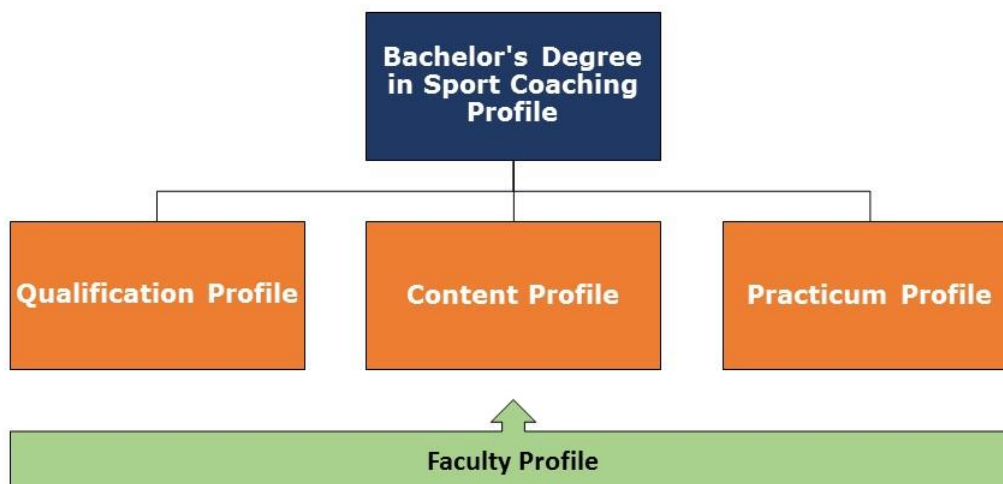 Bachelor's Degree
in Sport Coaching
Profile
Qualification Profile
Content Profile
Practicum Profile
Faculty Profile